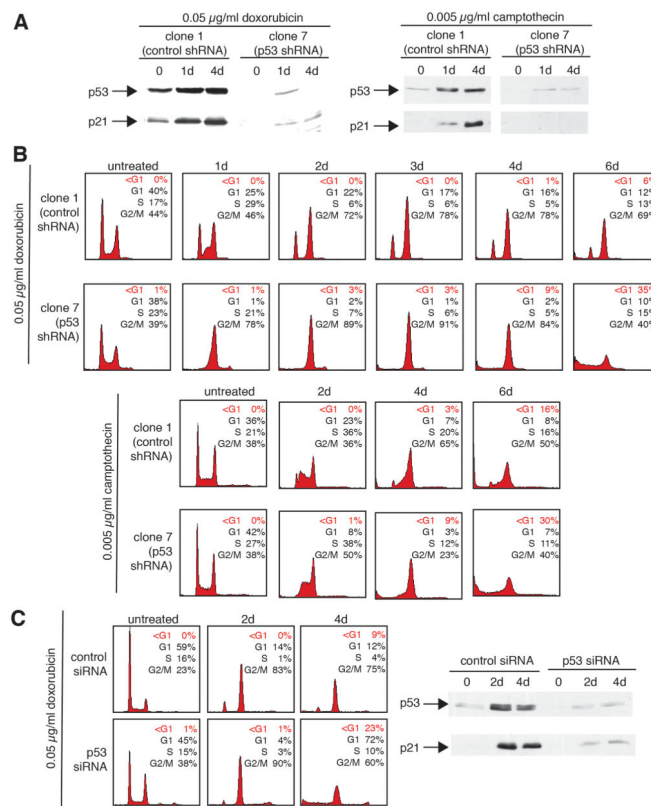 A
0.05 µg/ml doxorubicin
0.005 µg/ml camptothecin
clone 1
(control shRNA)
clone 7
(p53 shRNA)
clone 1
(control shRNA)
clone 7
(p53 shRNA)
0 1d 4d 0 1d 4d
0 1d 4d 0 1d 4d
p53
p53
p21
p21
B
0.05 µg/ml doxorubicin
untreated 1d 2d 3d 4d 6d
clone 1
(control
shRNA)
<G1 0%
G1 40%
S 17%
G2/M 44%
<G1 0%
G1 25%
S 29%
G2/M 46%
<G1 0%
G1 22%
S 6%
G2/M 72%
<G1 0%
G1 17%
S 6%
G2/M 78%
<G1 1%
G1 16%
S 5%
G2/M 78%
<G1 6%
G1 12%
S 13%
G2/M 69%
clone 7
(p53
shRNA)
<G1 1%
G1 38%
S 23%
G2/M 39%
<G1 1%
G1 1%
S 21%
G2/M 78%
<G1 3%
G1 2%
S 7%
G2/M 89%
<G1 3%
G1 1%
S 6%
G2/M 91%
<G1 9%
G1 2%
S 5%
G2/M 84%
<G1 35%
G1 10%
S 15%
G2/M 40%
0.005 µg/ml camptothecin
untreated 2d 4d 6d
clone 1
(control
shRNA)
<G1 0%
G1 36%
S 21%
G2/M 38%
<G1 0%
G1 23%
S 36%
G2/M 36%
<G1 3%
G1 7%
S 20%
G2/M 65%
<G1 16%
G1 8%
S 16%
G2/M 50%
clone 7
(p53
shRNA)
<G1 0%
G1 42%
S 27%
G2/M 38%
<G1 1%
G1 8%
S 38%
G2/M 50%
<G1 9%
G1 3%
S 12%
G2/M 23%
<G1 30%
G1 7%
S 11%
G2/M 40%
C
0.05 µg/ml doxorubicin
untreated 2d 4d
control
siRNA
<G1 0%
G1 59%
S 16%
G2/M 23%
<G1 0%
G1 14%
S 1%
G2/M 83%
<G1 9%
G1 12%
S 4%
G2/M 75%
p53
siRNA
<G1 1%
G1 45%
S 15%
G2/M 38%
<G1 1%
G1 4%
S 3%
G2/M 90%
<G1 23%
G1 72%
S 10%
G2/M 60%
control siRNA p53 siRNA
0 2d 4d 0 2d 4d
p53
p21